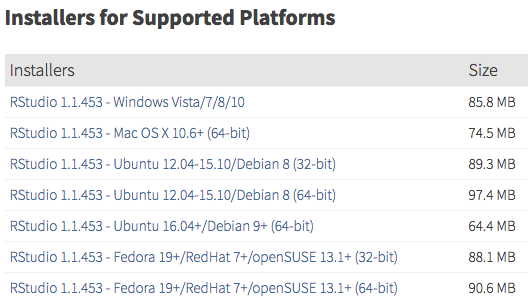 Installers for Supported Platforms
Installers Size
RStudio 1.1.453 - Windows Vista/7/8/10 85.8 MB
RStudio 1.1.453 - Mac OS X 10.6+ (64-bit) 74.5 MB
RStudio 1.1.453 - Ubuntu 12.04-15.10/Debian 8 (32-bit) 89.3 MB
RStudio 1.1.453 - Ubuntu 12.04-15.10/Debian 8 (64-bit) 97.4 MB
RStudio 1.1.453 - Ubuntu 16.04+/Debian 9+ (64-bit) 64.4 MB
RStudio 1.1.453 - Fedora 19+/RedHat 7+/openSUSE 13.1+ (32-bit) 88.1 MB
RStudio 1.1.453 - Fedora 19+/RedHat 7+/openSUSE 13.1+ (64-bit) 90.6 MB